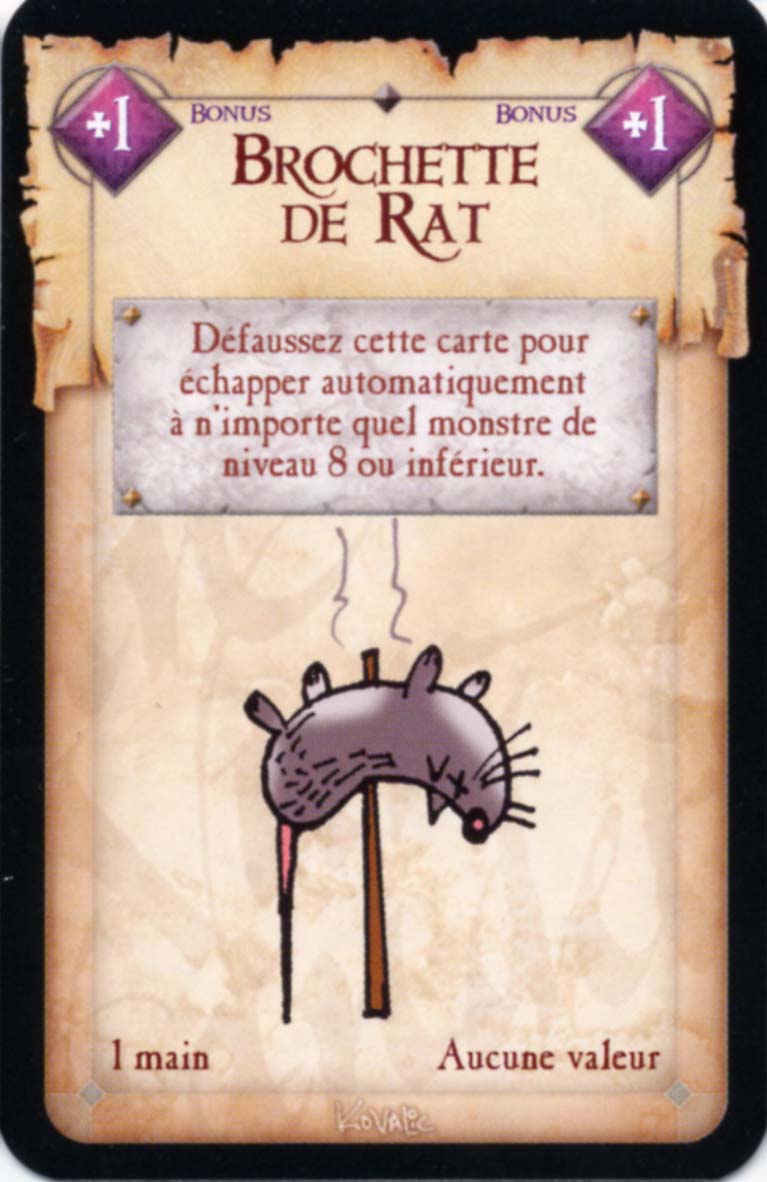 +1 BONUS BONUS +1
BROCHETTE
DE RAT
Défaussez cette carte pour
échapper automatiquement
à n'importe quel monstre de
niveau 8 ou inférieur.
1 main Aucune valeur
KOVALIC